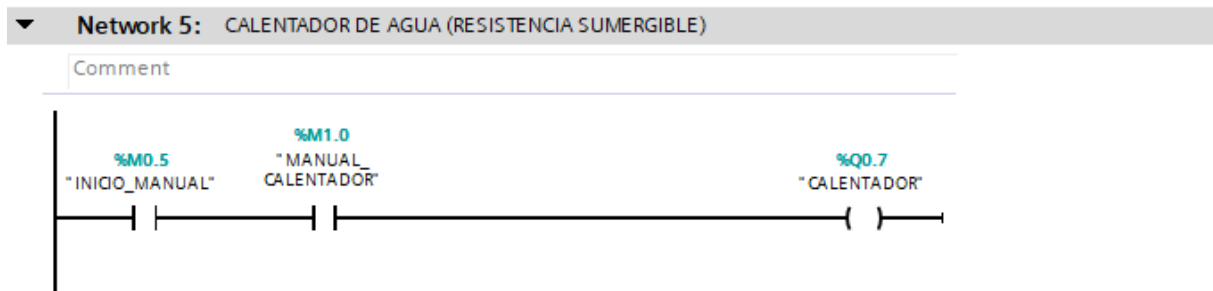 Network 5: CALENTADOR DE AGUA (RESISTENCIA SUMERGIBLE)
Comment
%M0.5
"INICIO_MANUAL"
%M1.0
"MANUAL_
CALENTADOR"
%Q0.7
"CALENTADOR"